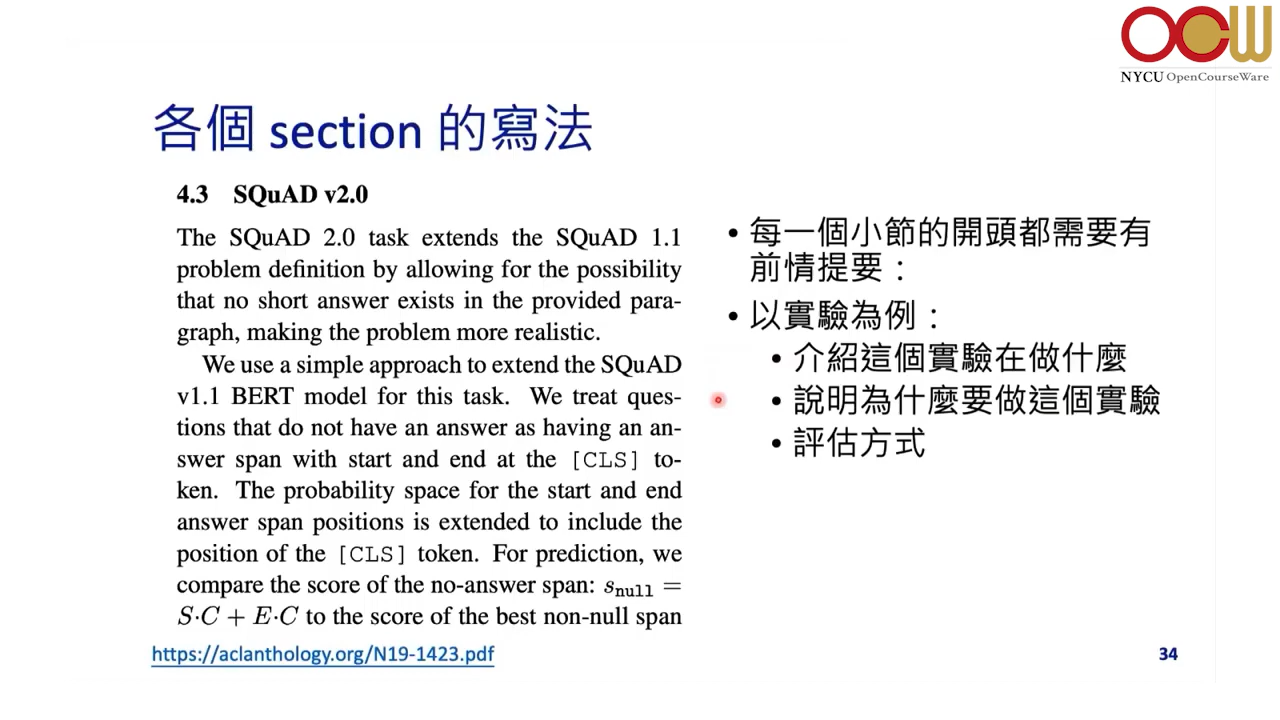 OCW
NYCU OpenCourseWare
各個 section 的寫法
4.3 SQuAD v2.0
The SQuAD 2.0 task extends the SQuAD 1.1
problem definition by allowing for the possibility
that no short answer exists in the provided para-
graph, making the problem more realistic.
We use a simple approach to extend the SQuAD
v1.1 BERT model for this task. We treat ques-
tions that do not have an answer as having an an-
swer span with start and end at the [CLS] to-
ken. The probability space for the start and end
answer span positions is extended to include the
position of the [CLS] token. For prediction, we
compare the score of the no-answer span: s_null =
S·C + E·C to the score of the best non-null span
• 每一個小節的開頭都需要有
前情提要：
• 以實驗為例：
• 介紹這個實驗在做什麼
• 說明為什麼要做這個實驗
• 評估方式
https://aclanthology.org/N19-1423.pdf
34